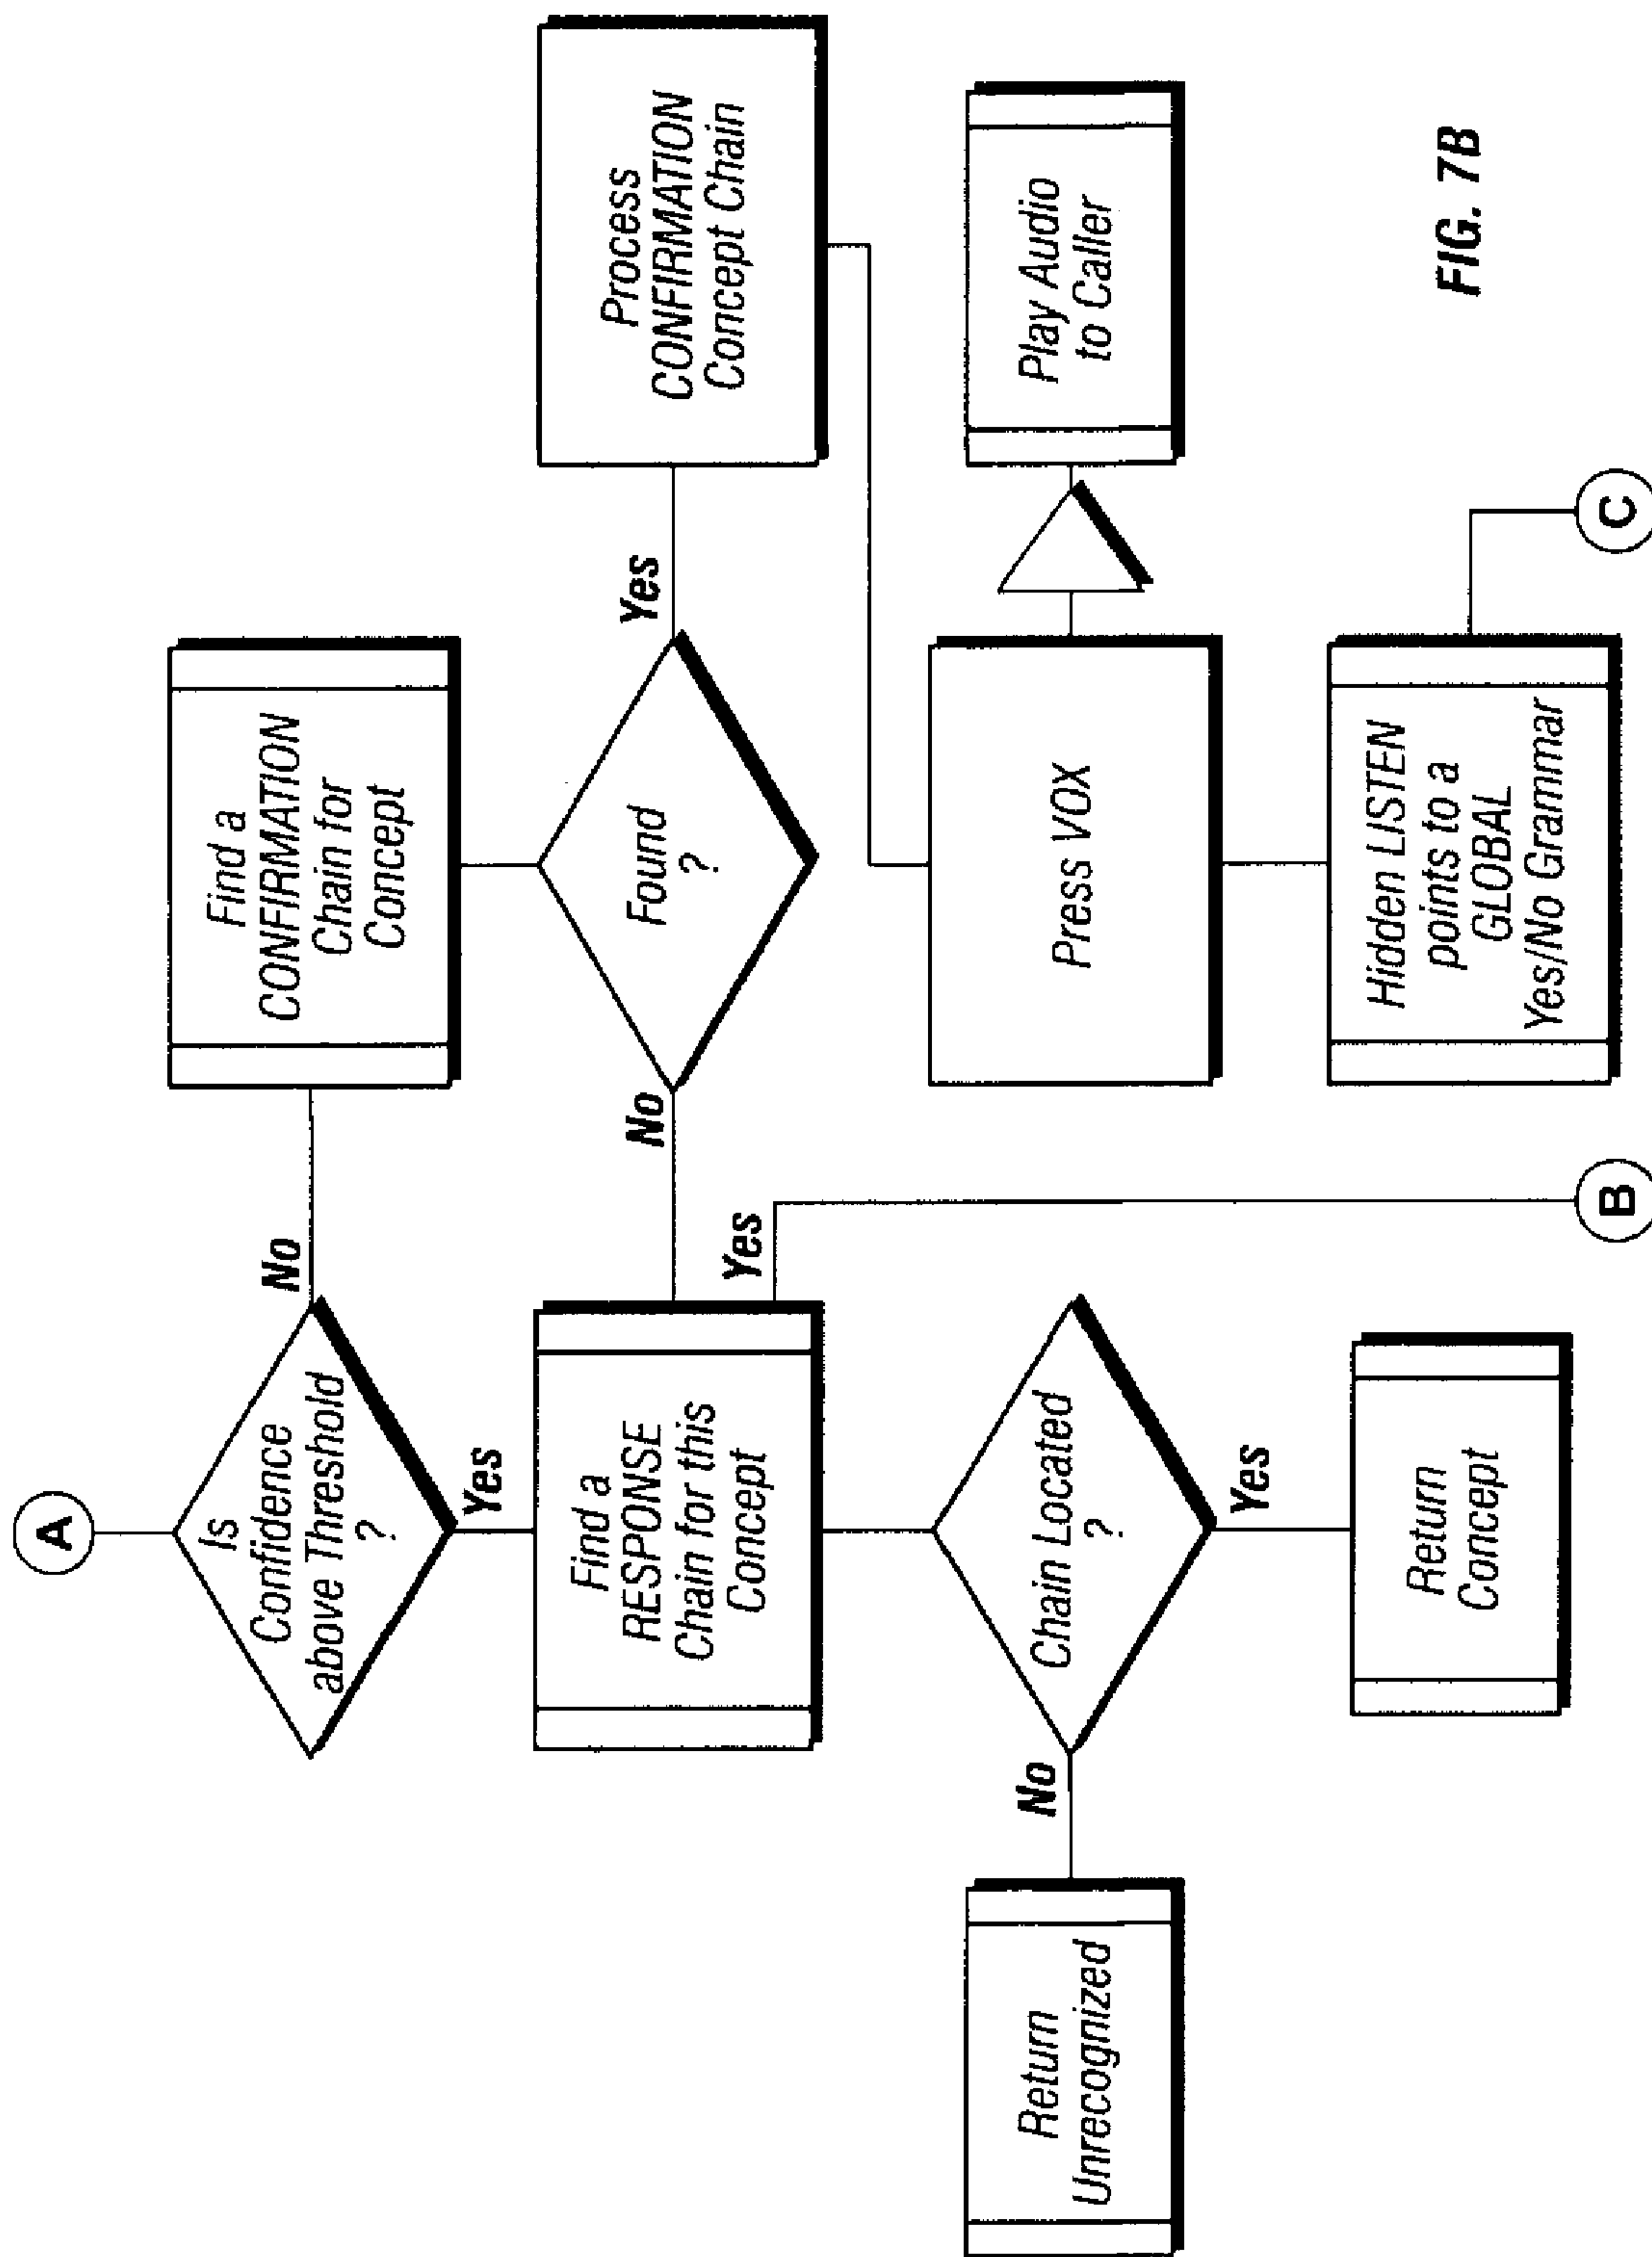 A
Is
Confidence
above Threshold
?
No
Yes
Find a
CONFIRMATION
Chain for
Concept
Find a
RESPONSE
Chain for this
Concept
No
Found
?
Yes
Process
CONFIRMATION
Concept Chain
Yes
Chain Located
?
No
Yes
Return
Unrecognized
Return
Concept
Press VOX
Play Audio
to Caller
Hidden LISTEN
points to a
GLOBAL
Yes/No Grammar
B
C
FIG. 7B